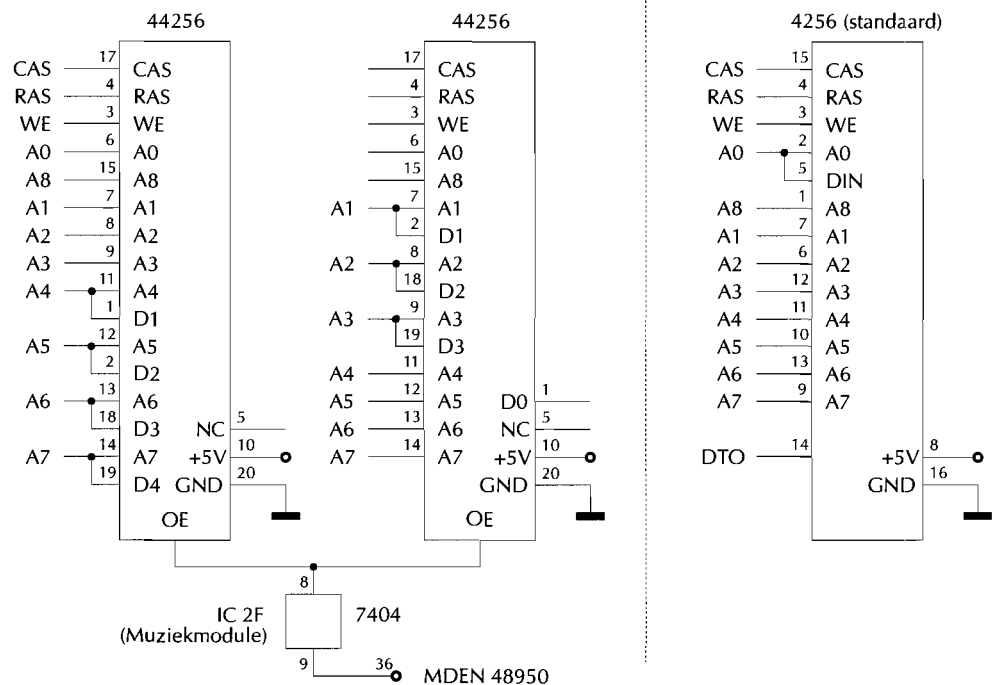 44256
17
CAS CAS
4
RAS RAS
3
WE WE
6
A0 A0
15
A8 A8
7
A1 A1
8
A2 A2
9
A3 A3
11
A4 A4
1
D1
12
A5 A5
2
D2
13
A6 A6
18
D3
14
A7 A7
19
D4
NC 5
+5V 10
GND 20
OE
44256
17
CAS
4
RAS
3
WE
6
A0
15
A8
7
A1 A1
2
D1
8
A2 A2
18
D2
9
A3 A3
19
D3
11
A4 A4
12
A5 A5
13
A6 A6
14
A7 A7
D0 1
NC 5
+5V 10
GND 20
OE
8
IC 2F 7404
(Muziekmodule)
9 36
MDEN 48950
4256 (standaard)
15
CAS CAS
4
RAS RAS
3
WE WE
2
A0 A0
5
DIN
1
A8 A8
7
A1 A1
6
A2 A2
12
A3 A3
11
A4 A4
10
A5 A5
13
A6 A6
9
A7 A7
14
DTO
+5V 8
GND 16